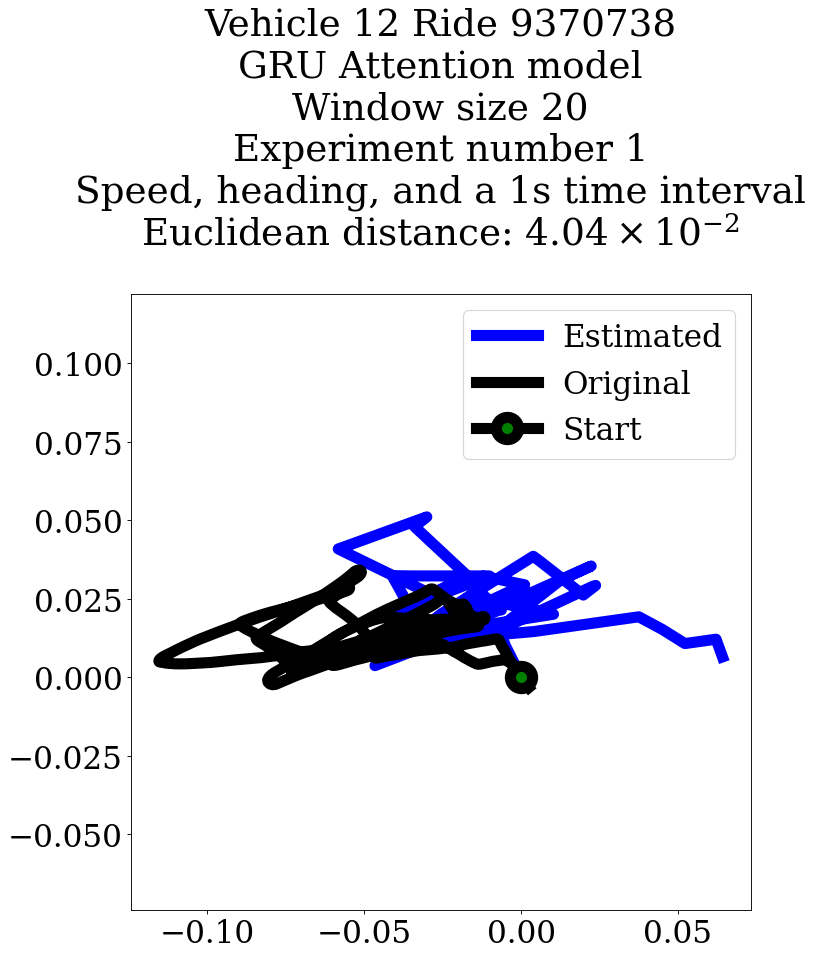 Vehicle 12 Ride 9370738
GRU Attention model
Window size 20
Experiment number 1
Speed, heading, and a 1s time interval
Euclidean distance: 4.04 × 10⁻²
Estimated
Original
Start
0.100
0.075
0.050
0.025
0.000
−0.025
−0.050
−0.10 −0.05 0.00 0.05